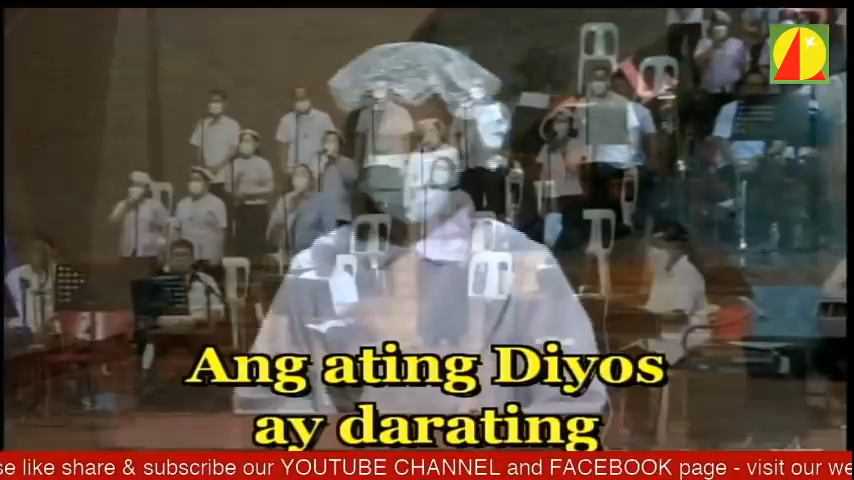 Ang ating Diyos
ay darating
se like share & subscribe our YOUTUBE CHANNEL and FACEBOOK page - visit our we